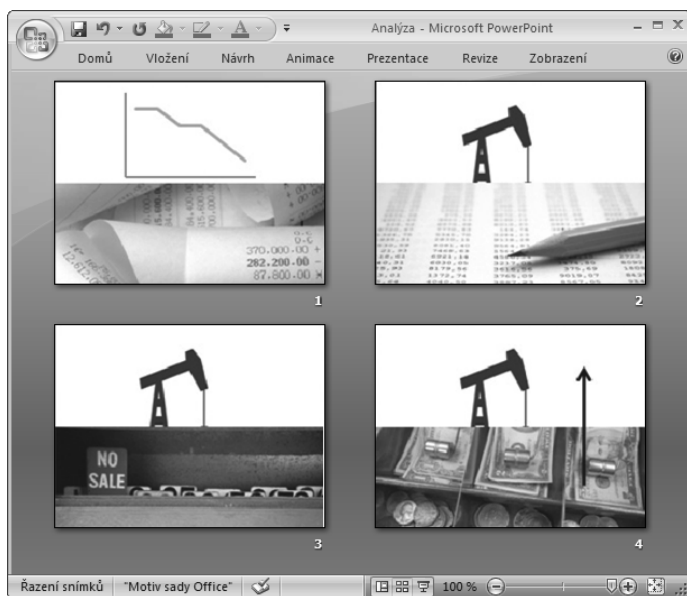 Analýza - Microsoft PowerPoint
Domů Vložení Návrh Animace Prezentace Revize Zobrazení
370.000.00 +
282.200.00 -
87.800.00 *
1
2
NO
SALE
3
4
Řazení snímků "Motiv sady Office" 100 %